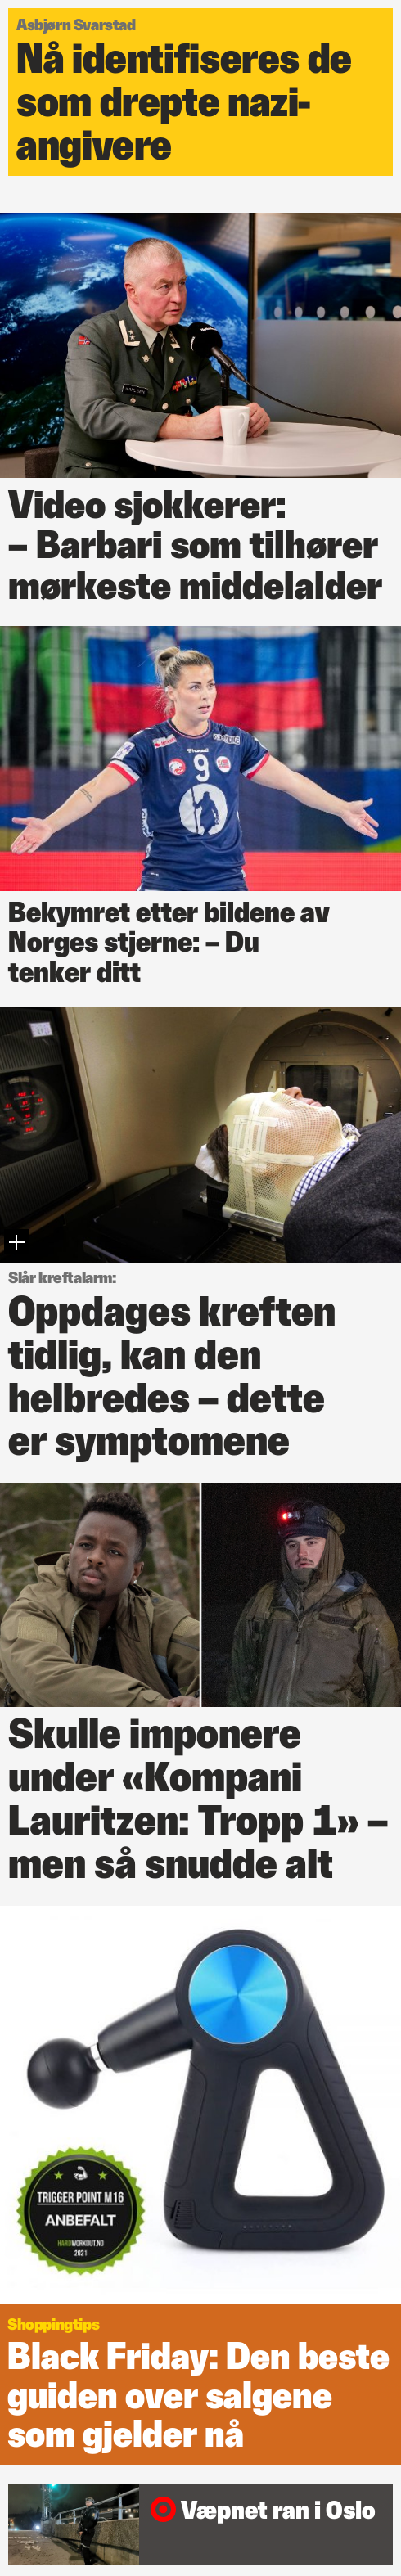 Asbjørn Svarstad
Nå identifiseres de
som drepte nazi-
angivere
Video sjokkerer:
– Barbari som tilhører
mørkeste middelalder
9
Bekymret etter bildene av
Norges stjerne: – Du
tenker ditt
Slår kreftalarm:
Oppdages kreften
tidlig, kan den
helbredes – dette
er symptomene
Skulle imponere
under «Kompani
Lauritzen: Tropp 1» –
men så snudde alt
TRIGGER POINT M16
ANBEFALT
HARDWORKOUT.NO
2021
Shoppingtips
Black Friday: Den beste
guiden over salgene
som gjelder nå
Væpnet ran i Oslo